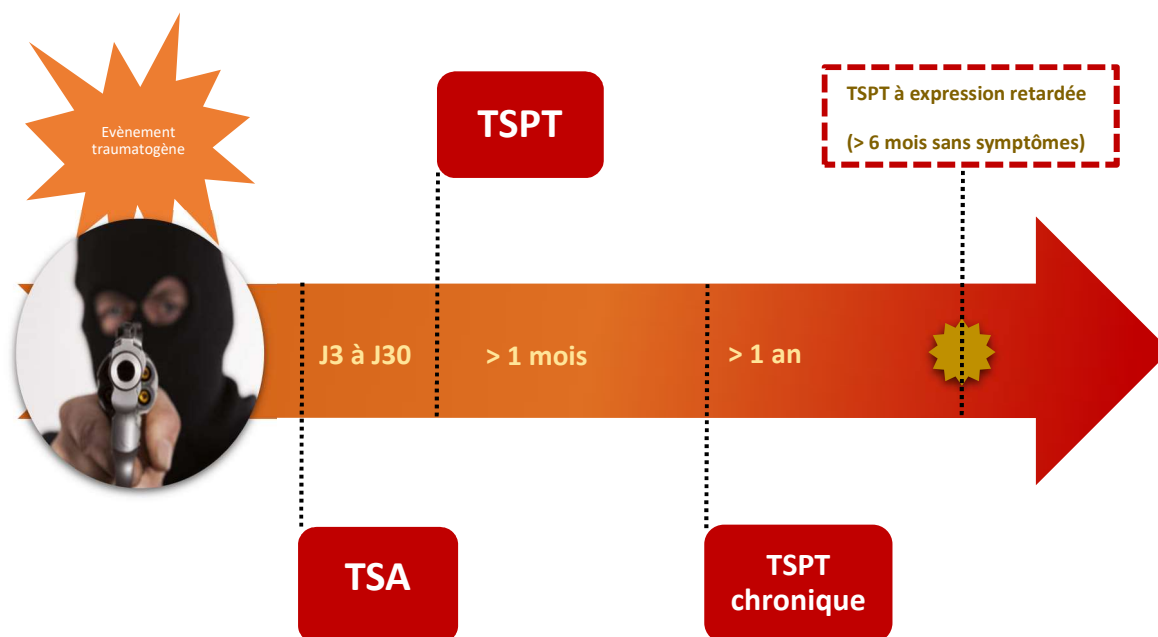 Evènement
traumatogène
TSPT
TSPT à expression retardée
(> 6 mois sans symptômes)
J3 à J30
> 1 mois
> 1 an
TSA
TSPT
chronique